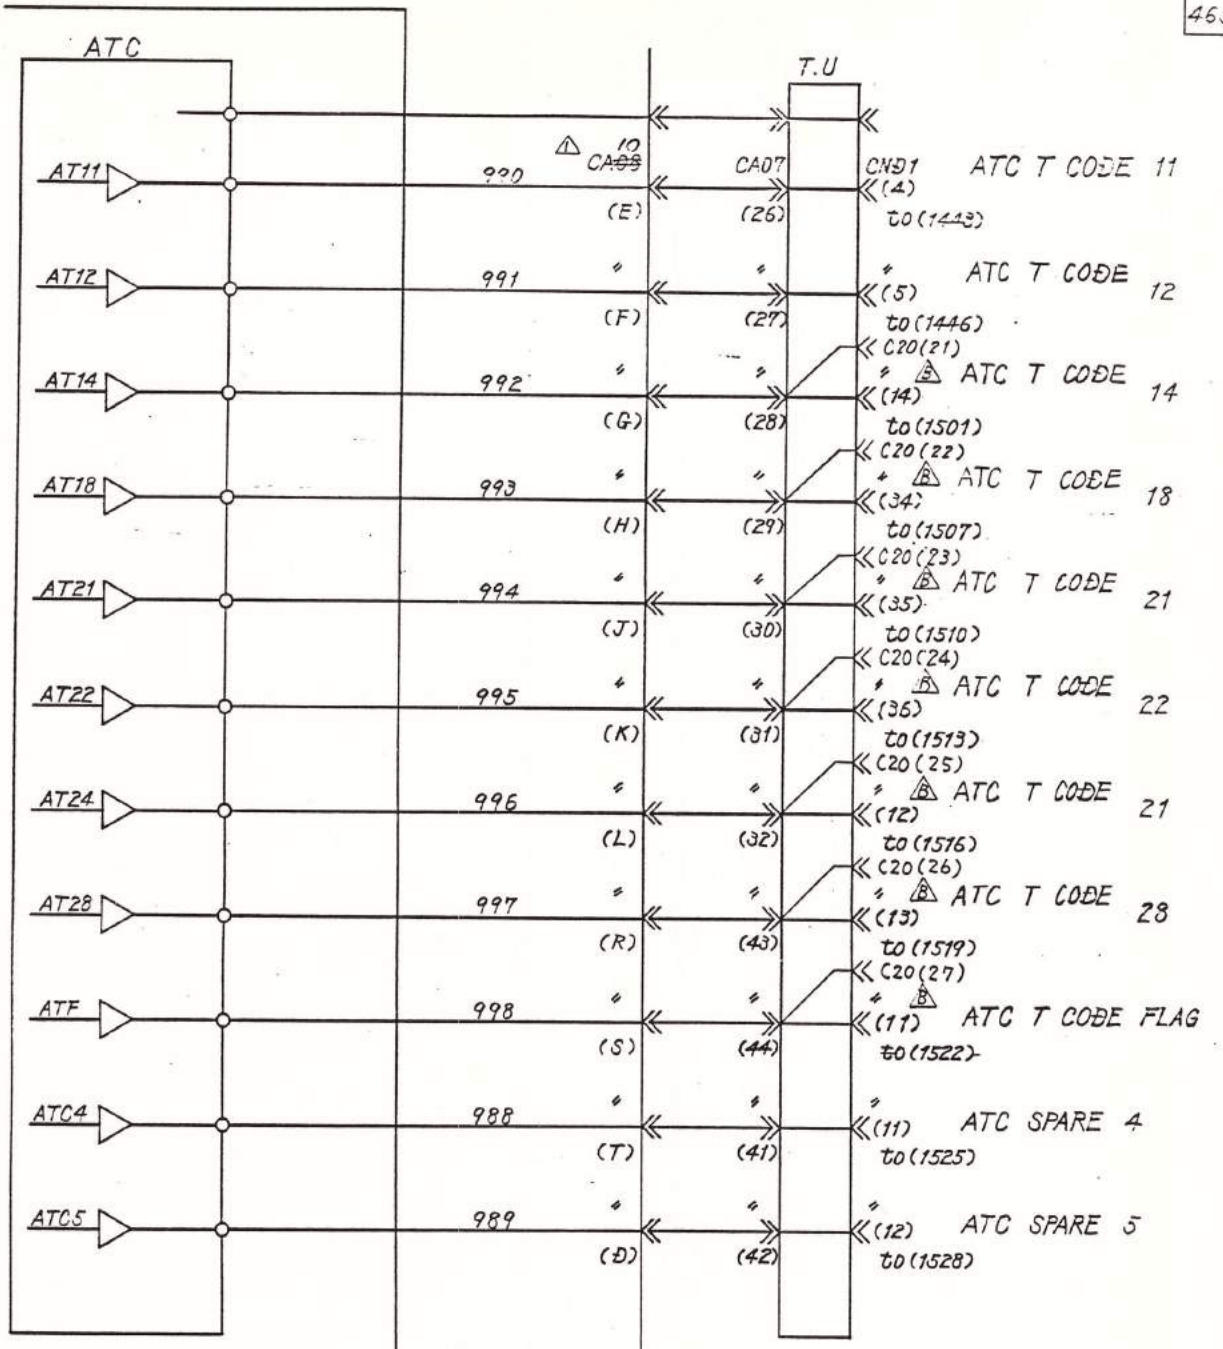 463
ATC
T.U
10
1 CA08 CA07 CND1 ATC T CODE 11
AT11 990 (4)
(E) (26) to(1443)
〃 〃 〃 ATC T CODE 12
AT12 991 (5)
(F) (27) to(1446)
C20(21)
〃 〃 〃 B ATC T CODE 14
AT14 992 (14)
(G) (28) to(1501)
C20(22)
〃 〃 〃 B ATC T CODE 18
AT18 993 (34)
(H) (29) to(1507)
C20(23)
〃 〃 〃 B ATC T CODE 21
AT21 994 (35)
(J) (30) to(1510)
C20(24)
〃 〃 〃 B ATC T CODE 22
AT22 995 (36)
(K) (31) to(1513)
C20(25)
〃 〃 〃 B ATC T CODE 21
AT24 996 (12)
(L) (32) to(1516)
C20(26)
〃 〃 〃 B ATC T CODE 28
AT28 997 (13)
(R) (43) to(1519)
C20(27)
〃 〃 〃 B
ATF 998 (11) ATC T CODE FLAG
(S) (44) to(1522)
〃 〃 〃
ATC4 988 (11) ATC SPARE 4
(T) (41) to(1525)
〃 〃 〃
ATC5 989 (12) ATC SPARE 5
(D) (42) to(1528)